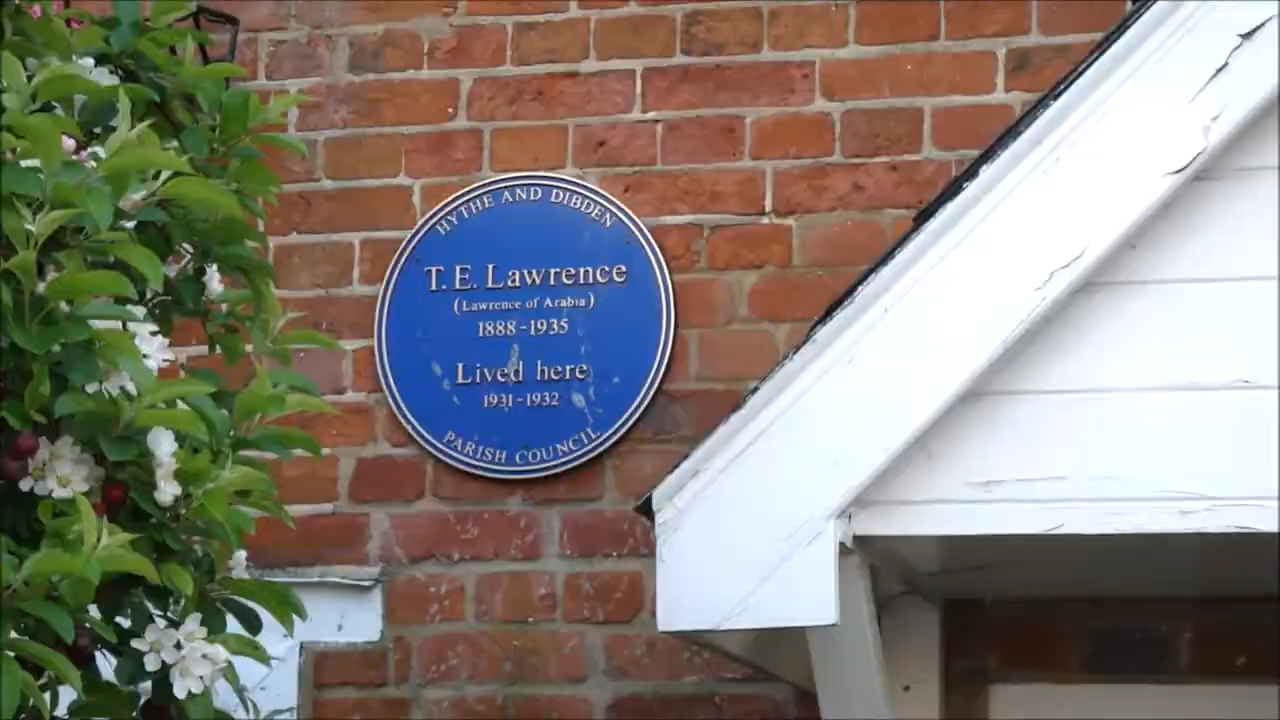 HYTHE AND DIBDEN
T.E. Lawrence
(Lawrence of Arabia)
1888-1935
Lived here
1931-1932
PARISH COUNCIL